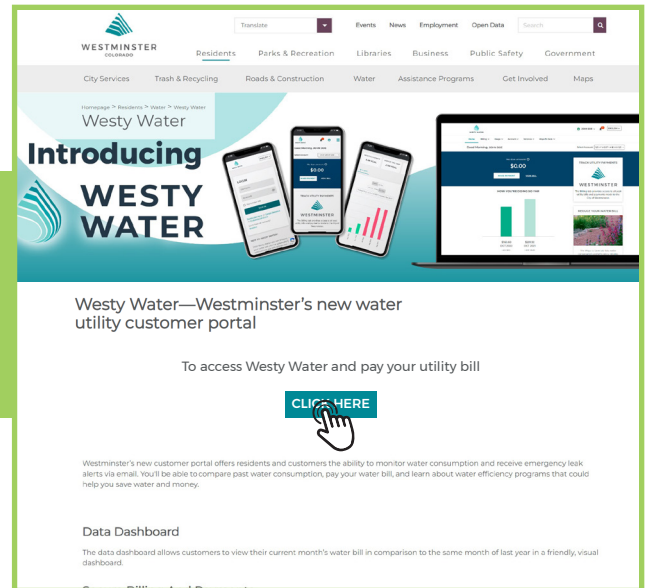 Translate
Events News Employment Open Data Search
WESTMINSTER
COLORADO
Residents Parks & Recreation Libraries Business Public Safety Government
City Services Trash & Recycling Roads & Construction Water Assistance Programs Get Involved Maps
Homepage > Residents > Water > Westy Water
Westy Water
Introducing
WESTY
WATER
$0.00
WESTMINSTER
$0.00
WESTMINSTER
Westy Water—Westminster's new water
utility customer portal
To access Westy Water and pay your utility bill
CLICK HERE
Westminster's new customer portal offers residents and customers the ability to monitor water consumption and receive emergency leak
alerts via email. You'll be able to compare past water consumption, pay your water bill, and learn about water efficiency programs that could
help you save water and money.
Data Dashboard
The data dashboard allows customers to view their current month's water bill in comparison to the same month of last year in a friendly, visual
dashboard.